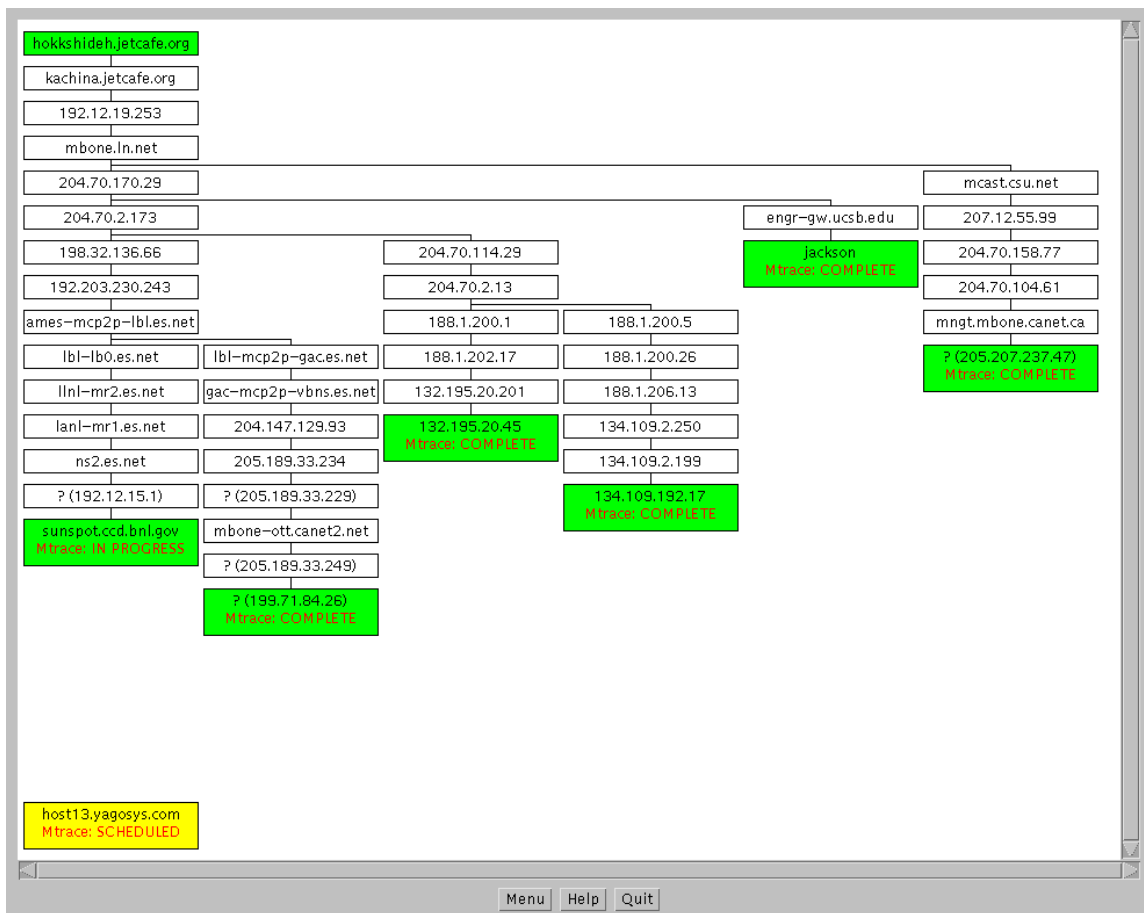 hokkshideh.jetcafe.org
kachina.jetcafe.org
192.12.19.253
mbone.ln.net
204.70.170.29
mcast.csu.net
204.70.2.173
engr-gw.ucsb.edu
207.12.55.99
198.32.136.66
204.70.114.29
jackson
Mtrace: COMPLETE
204.70.158.77
192.203.230.243
204.70.2.13
204.70.104.61
ames-mcp2p-lbl.es.net
188.1.200.1
188.1.200.5
mngt.mbone.canet.ca
lbl-lb0.es.net
lbl-mcp2p-gac.es.net
188.1.202.17
188.1.200.26
? (205.207.237.47)
Mtrace: COMPLETE
llnl-mr2.es.net
gac-mcp2p-vbns.es.net
132.195.20.201
188.1.206.13
lanl-mr1.es.net
204.147.129.93
132.195.20.45
Mtrace: COMPLETE
134.109.2.250
ns2.es.net
205.189.33.234
134.109.2.199
? (192.12.15.1)
? (205.189.33.229)
134.109.192.17
Mtrace: COMPLETE
sunspot.ccd.bnl.gov
Mtrace: IN PROGRESS
mbone-ott.canet2.net
? (205.189.33.249)
? (199.71.84.26)
Mtrace: COMPLETE
host13.yagosys.com
Mtrace: SCHEDULED
Menu Help Quit